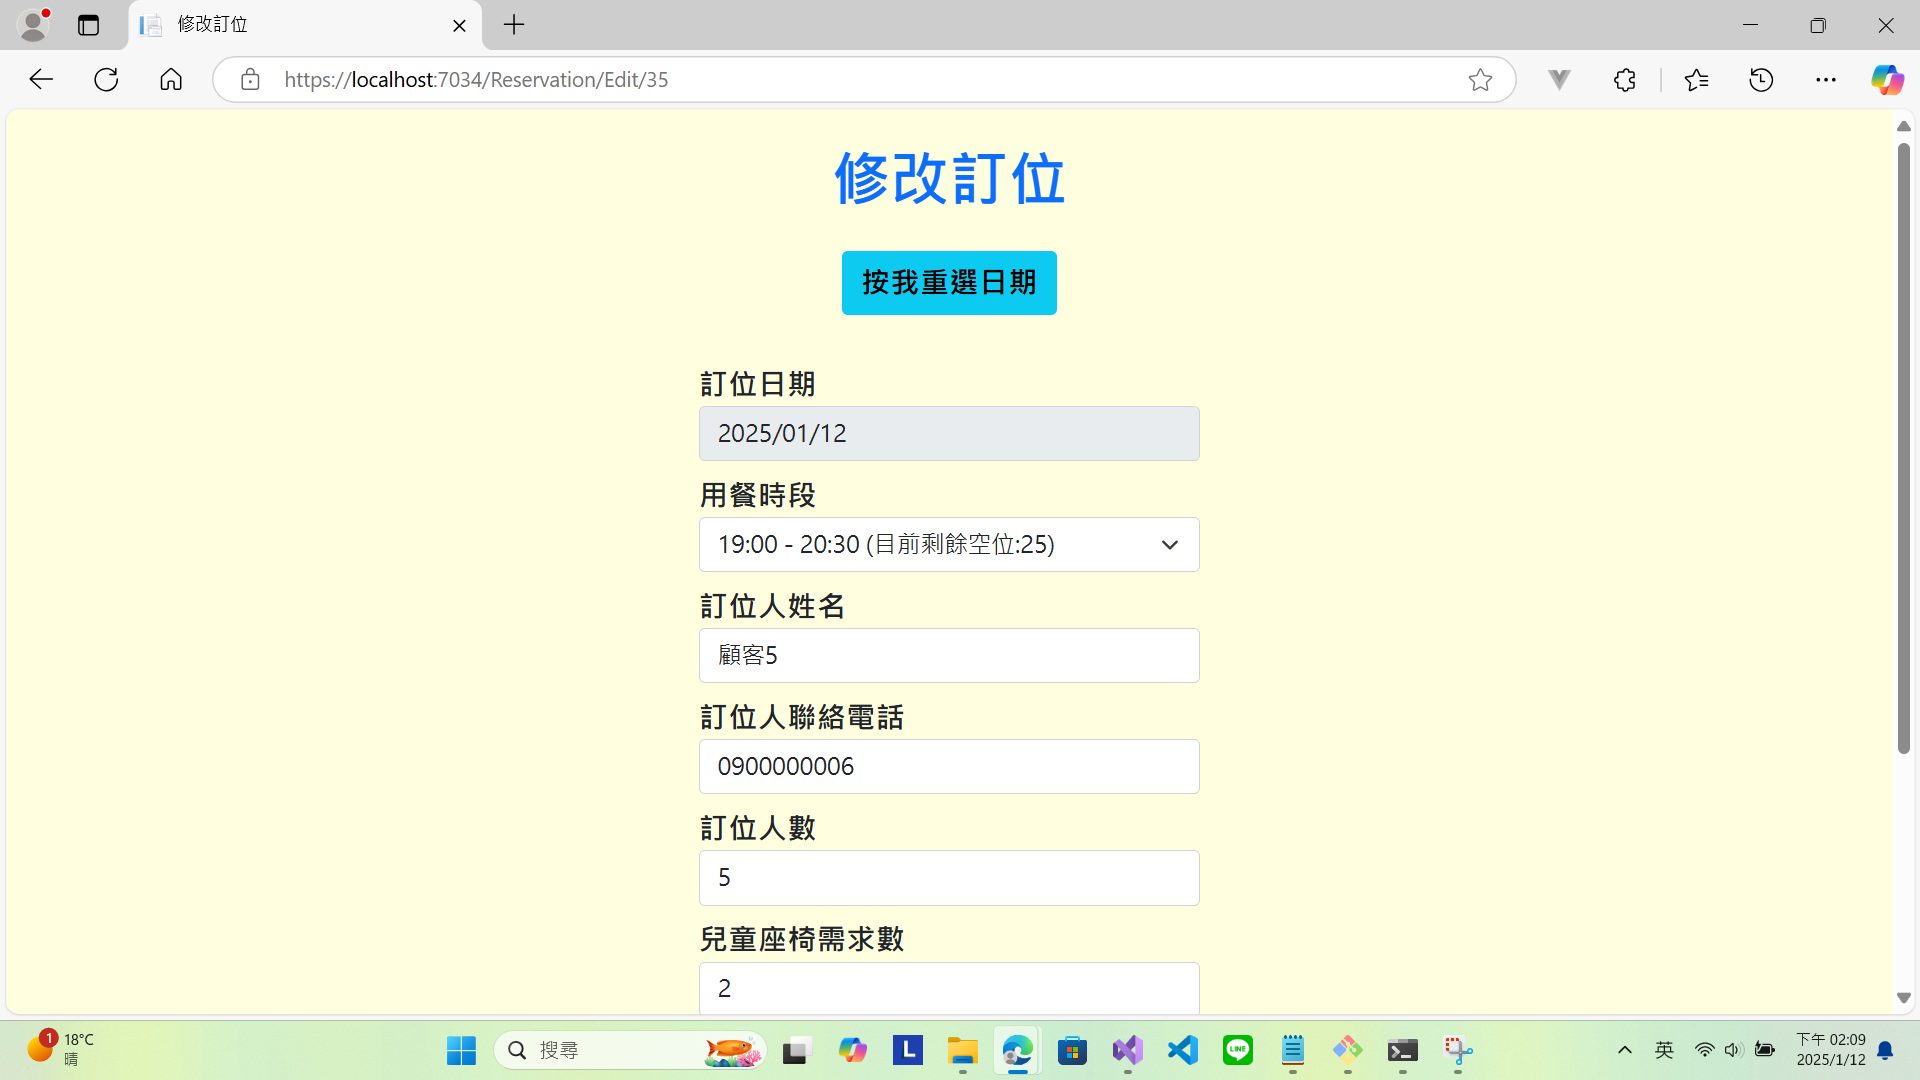 修改訂位
https://localhost:7034/Reservation/Edit/35
修改訂位
按我重選日期
訂位日期
2025/01/12
用餐時段
19:00 - 20:30 (目前剩餘空位:25)
訂位人姓名
顧客5
訂位人聯絡電話
0900000006
訂位人數
5
兒童座椅需求數
2
1
18°C
晴
搜尋
L
LINE
英
下午 02:09
2025/1/12